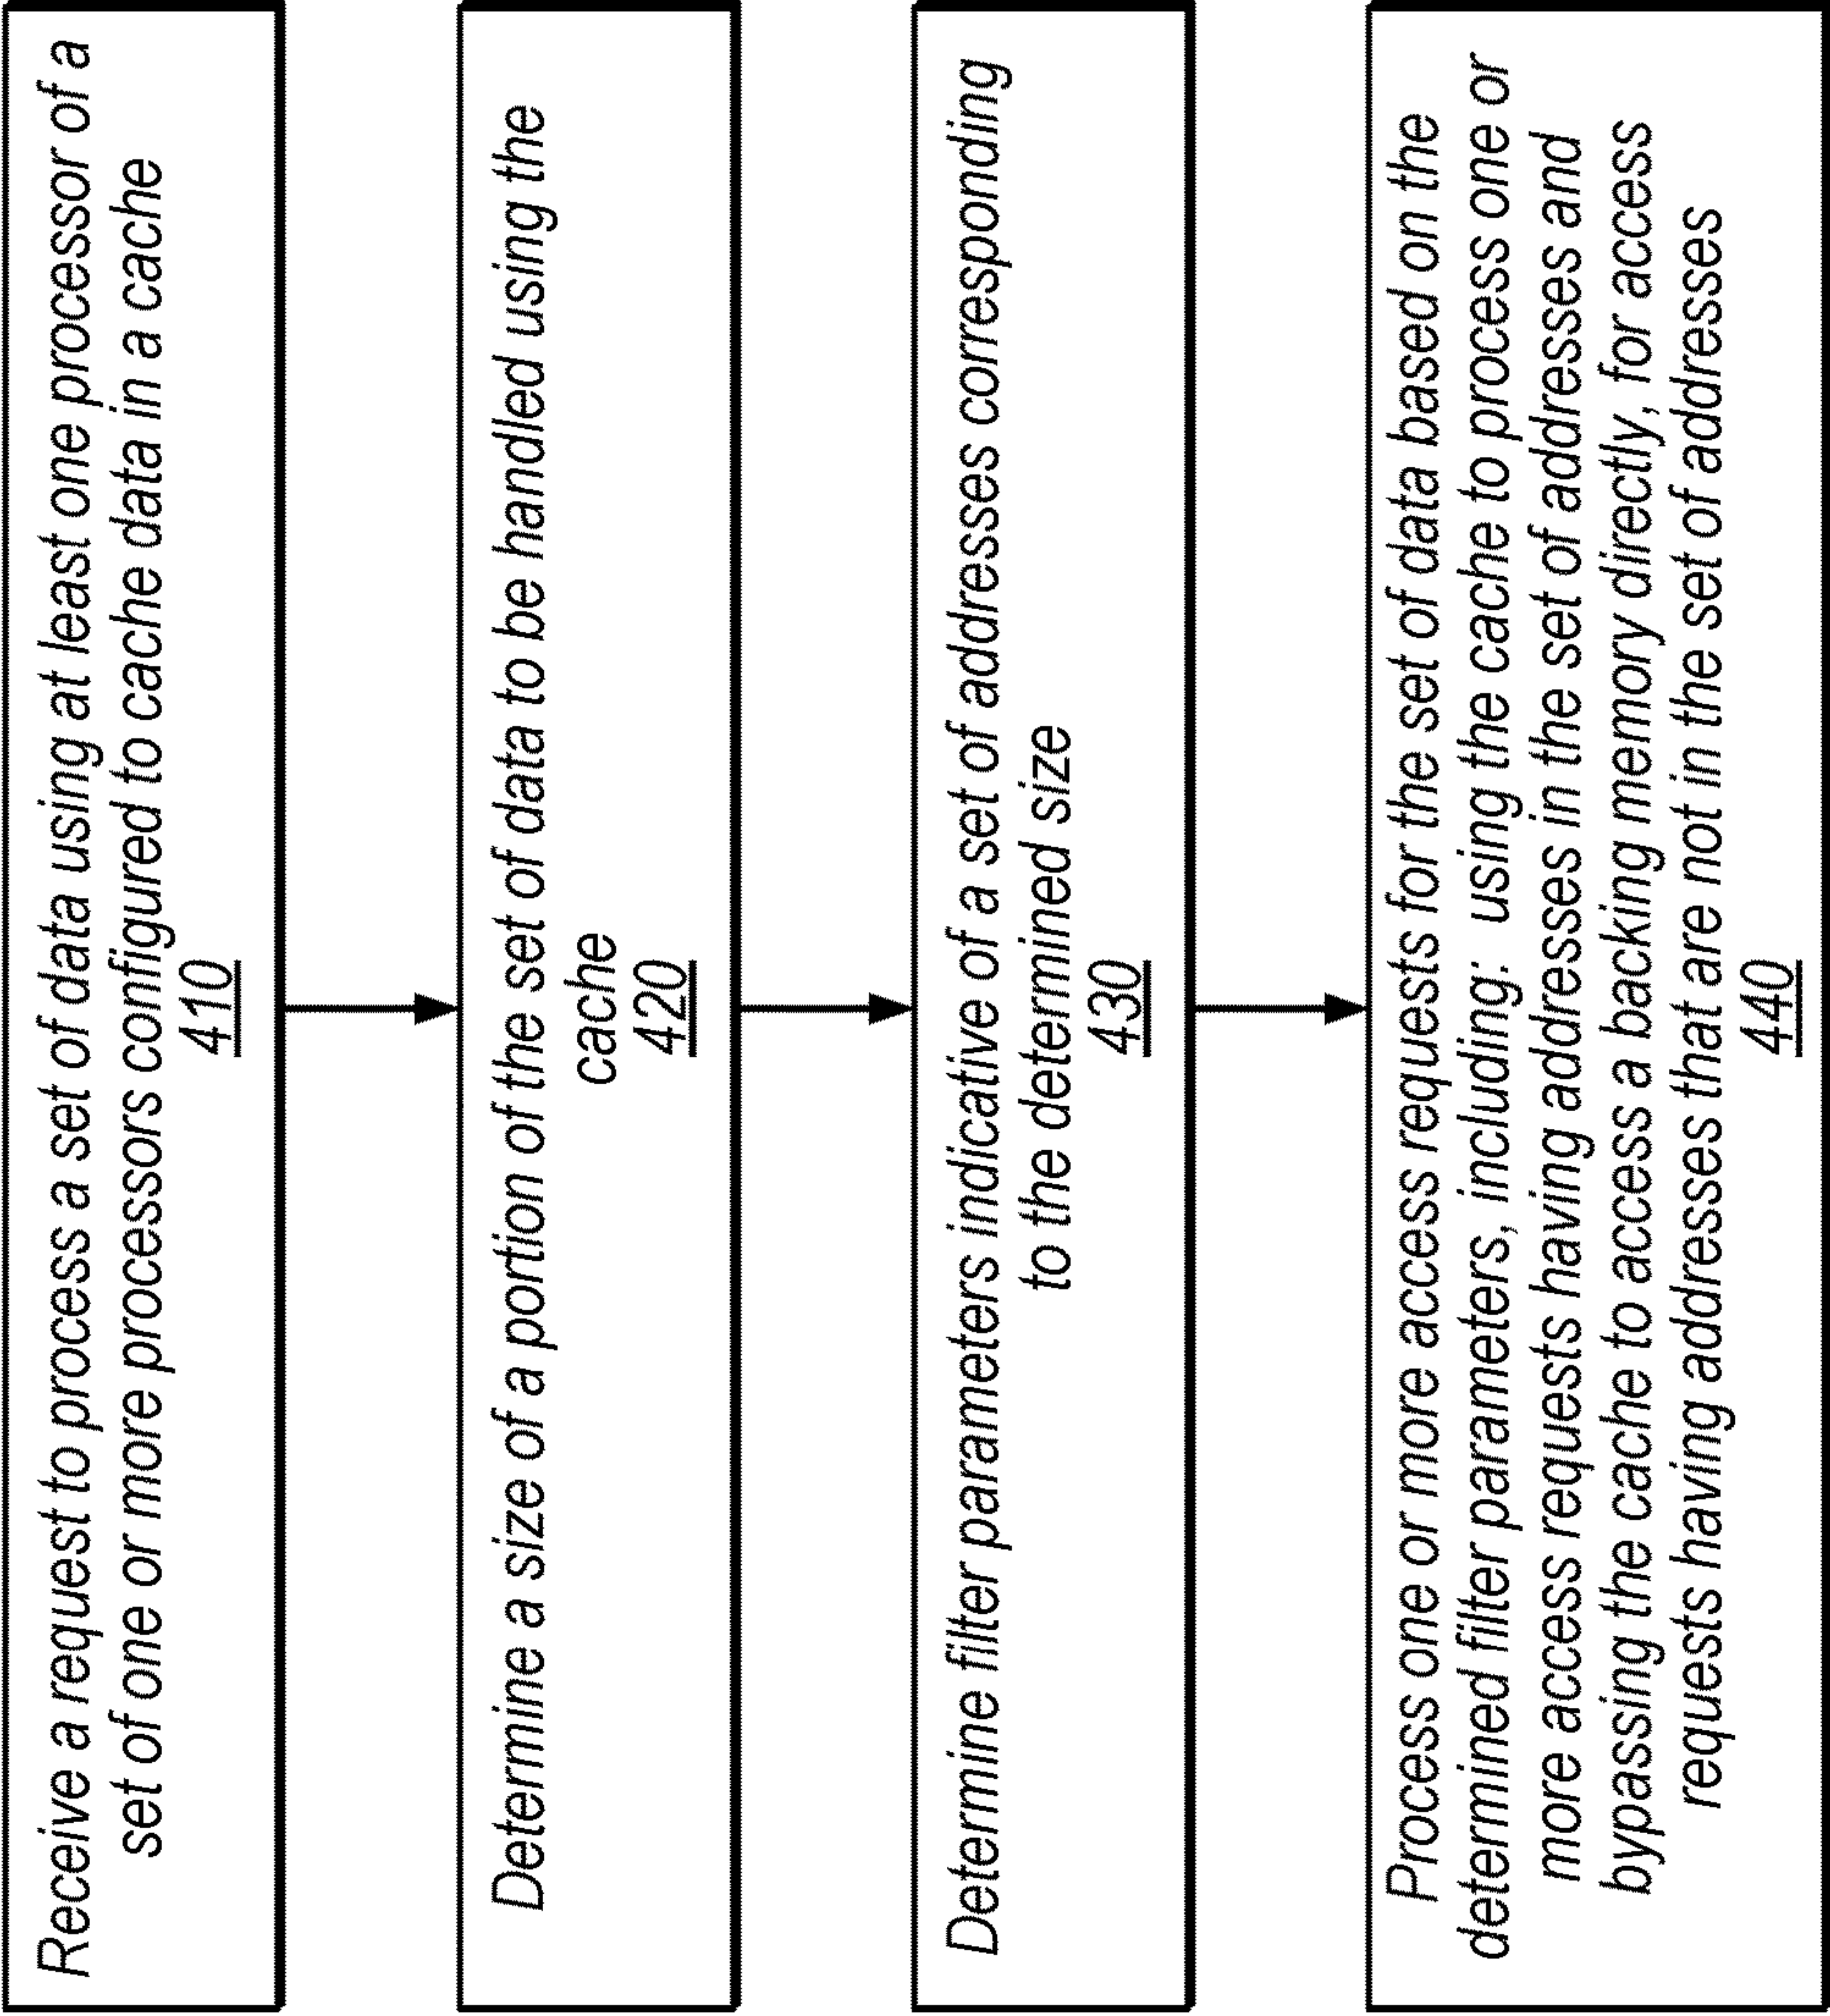 Receive a request to process a set of data using at least one processor of a
set of one or more processors configured to cache data in a cache
410
Determine a size of a portion of the set of data to be handled using the
cache
420
Determine filter parameters indicative of a set of addresses corresponding
to the determined size
430
Process one or more access requests for the set of data based on the
determined filter parameters, including: using the cache to process one or
more access requests having addresses in the set of addresses and
bypassing the cache to access a backing memory directly, for access
requests having addresses that are not in the set of addresses
440